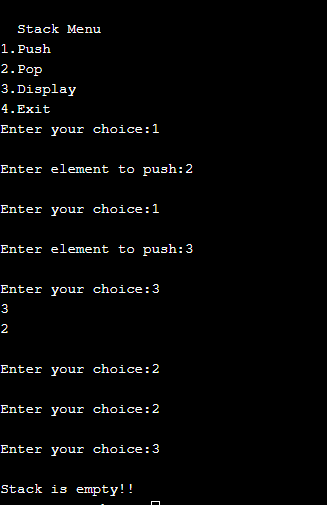 Stack Menu
1.Push
2.Pop
3.Display
4.Exit
Enter your choice:1
Enter element to push:2
Enter your choice:1
Enter element to push:3
Enter your choice:3
3
2
Enter your choice:2
Enter your choice:2
Enter your choice:3
Stack is empty!!